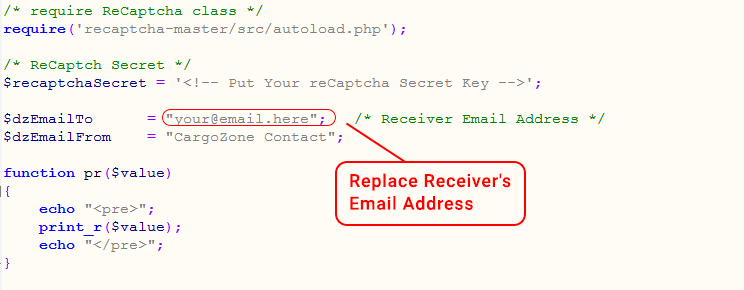 /* require ReCaptcha class */
require('recaptcha-master/src/autoload.php');
/* ReCaptch Secret */
$recaptchaSecret = '<!-- Put Your reCaptcha Secret Key -->';
$dzEmailTo      = "your@email.here";   /* Receiver Email Address */
$dzEmailFrom    = "CargoZone Contact";
function pr($value)
{
    echo "<pre>";
    print_r($value);
    echo "</pre>";
}
Replace Receiver's
Email Address